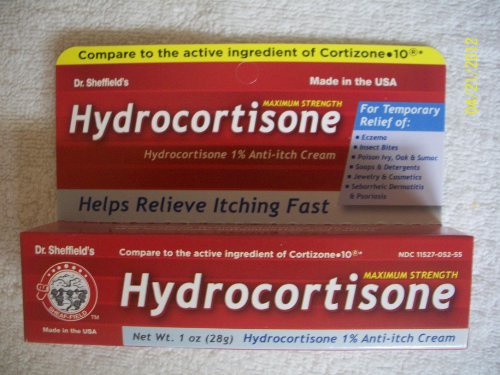 Compare to the active ingredient of Cortizone•10®*
Dr. Sheffield's
Made in the USA
MAXIMUM STRENGTH
Hydrocortisone
Hydrocortisone 1% Anti-itch Cream
For Temporary
Relief of:
• Eczema
• Insect Bites
• Poison Ivy, Oak & Sumac
• Soaps & Detergents
• Jewelry & Cosmetics
• Seborrheic Dermatitis
& Psoriasis
Helps Relieve Itching Fast
04/21/2012
Dr. Sheffield's
Compare to the active ingredient of Cortizone•10®*
NDC 11527-052-55
MAXIMUM STRENGTH
Hydrocortisone
SHEAF-FIELD
TM
Made in the USA
Net Wt. 1 oz (28g)
Hydrocortisone 1% Anti-itch Cream